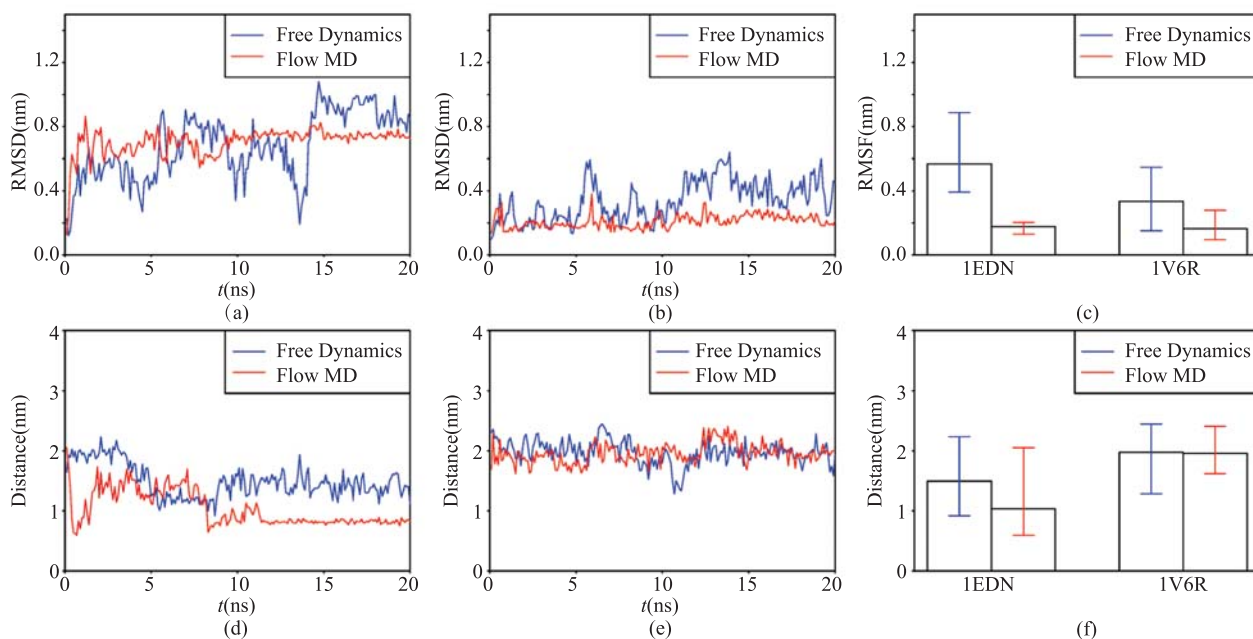 Free Dynamics
Flow MD
1.2
0.8
0.4
0.0
RMSD(nm)
0 5 10 15 20
t(ns)
(a)
Free Dynamics
Flow MD
1.2
0.8
0.4
0.0
RMSD(nm)
0 5 10 15 20
t(ns)
(b)
Free Dynamics
Flow MD
1.2
0.8
0.4
0.0
RMSF(nm)
1EDN 1V6R
(c)
Free Dynamics
Flow MD
4
3
2
1
0
Distance(nm)
0 5 10 15 20
t(ns)
(d)
Free Dynamics
Flow MD
4
3
2
1
0
Distance(nm)
0 5 10 15 20
t(ns)
(e)
Free Dynamics
Flow MD
4
3
2
1
0
Distance(nm)
1EDN 1V6R
(f)